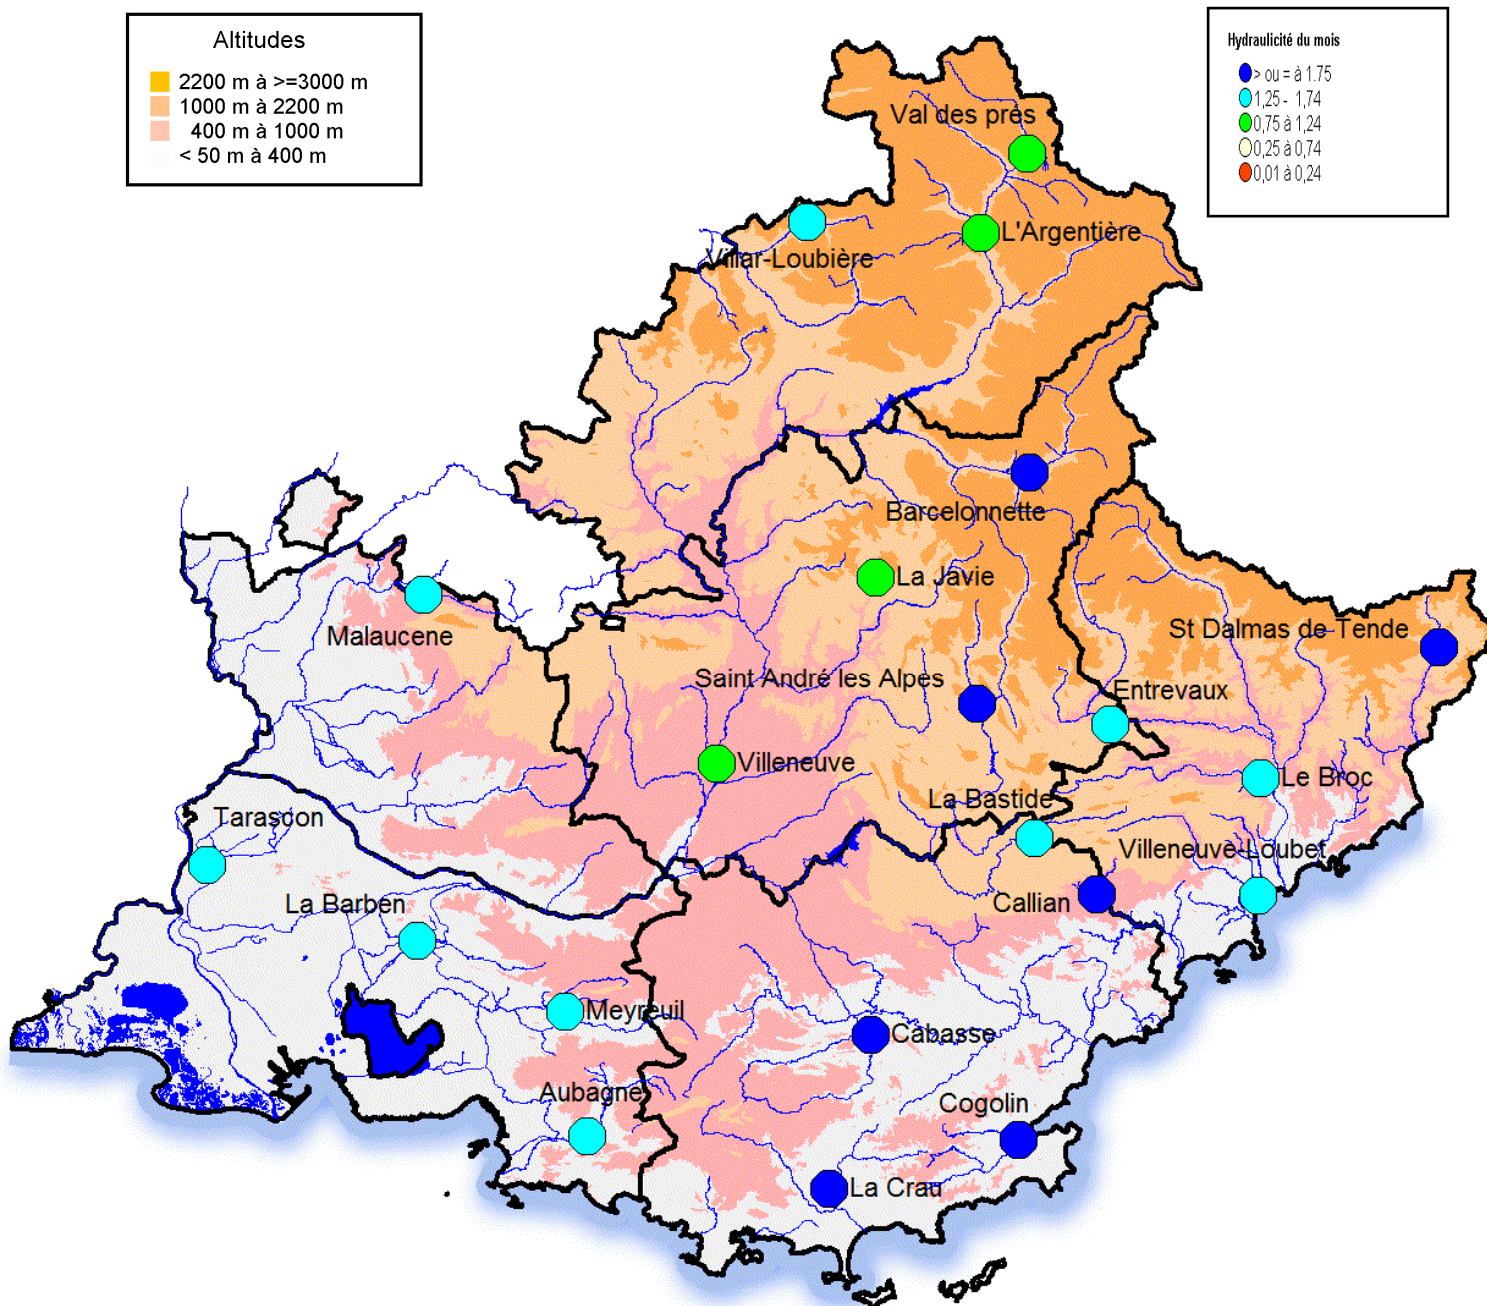 Altitudes
2200 m à >=3000 m
1000 m à 2200 m
400 m à 1000 m
< 50 m à 400 m
Hydraulicité du mois
> ou = à 1.75
1,25 - 1,74
0,75 à 1,24
0,25 à 0,74
0,01 à 0,24
Val des prés
L'Argentière
Villar-Loubière
Barcelonnette
La Javie
Malaucene
St Dalmas de Tende
Saint André les Alpes
Entrevaux
Villeneuve
Le Broc
La Bastide
Tarascon
Villeneuve-Loubet
La Barben
Callian
Meyreuil
Cabasse
Aubagne
Cogolin
La Crau